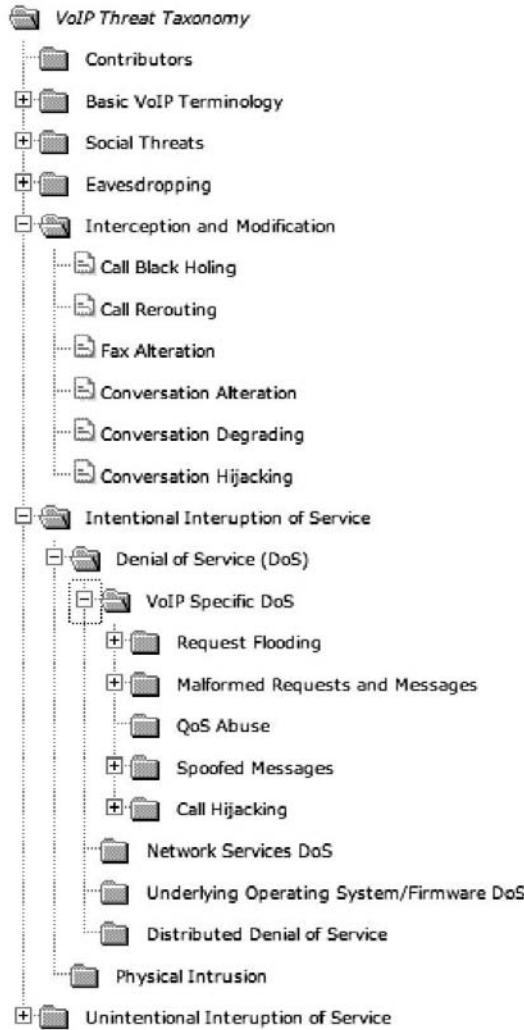 VoIP Threat Taxonomy
Contributors
Basic VoIP Terminology
Social Threats
Eavesdropping
Interception and Modification
Call Black Holing
Call Rerouting
Fax Alteration
Conversation Alteration
Conversation Degrading
Conversation Hijacking
Intentional Interuption of Service
Denial of Service (DoS)
VoIP Specific DoS
Request Flooding
Malformed Requests and Messages
QoS Abuse
Spoofed Messages
Call Hijacking
Network Services DoS
Underlying Operating System/Firmware DoS
Distributed Denial of Service
Physical Intrusion
Unintentional Interuption of Service